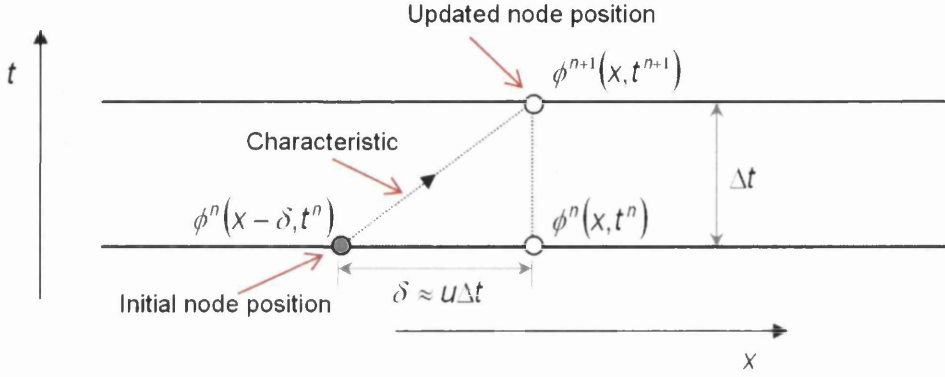 Updated node position
t
ϕⁿ⁺¹(x, tⁿ⁺¹)
Characteristic
Δt
ϕⁿ(x − δ, tⁿ)
ϕⁿ(x, tⁿ)
Initial node position
δ ≈ uΔt
x